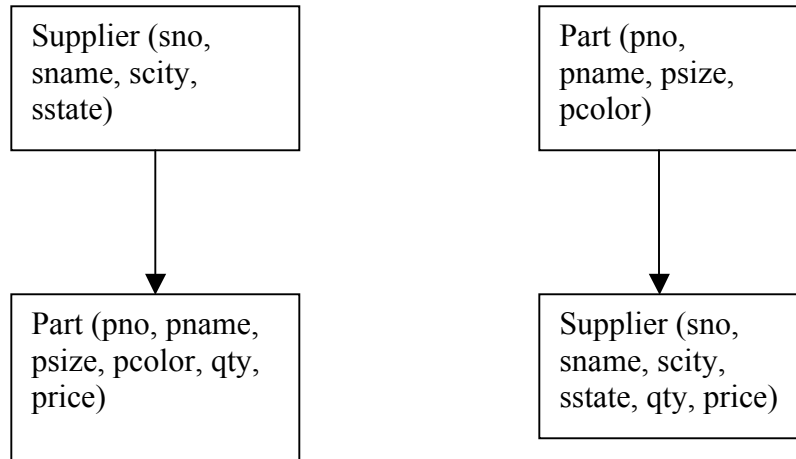 Supplier (sno,
sname, scity,
sstate)
Part (pno,
pname, psize,
pcolor)
Part (pno, pname,
psize, pcolor, qty,
price)
Supplier (sno,
sname, scity,
sstate, qty, price)